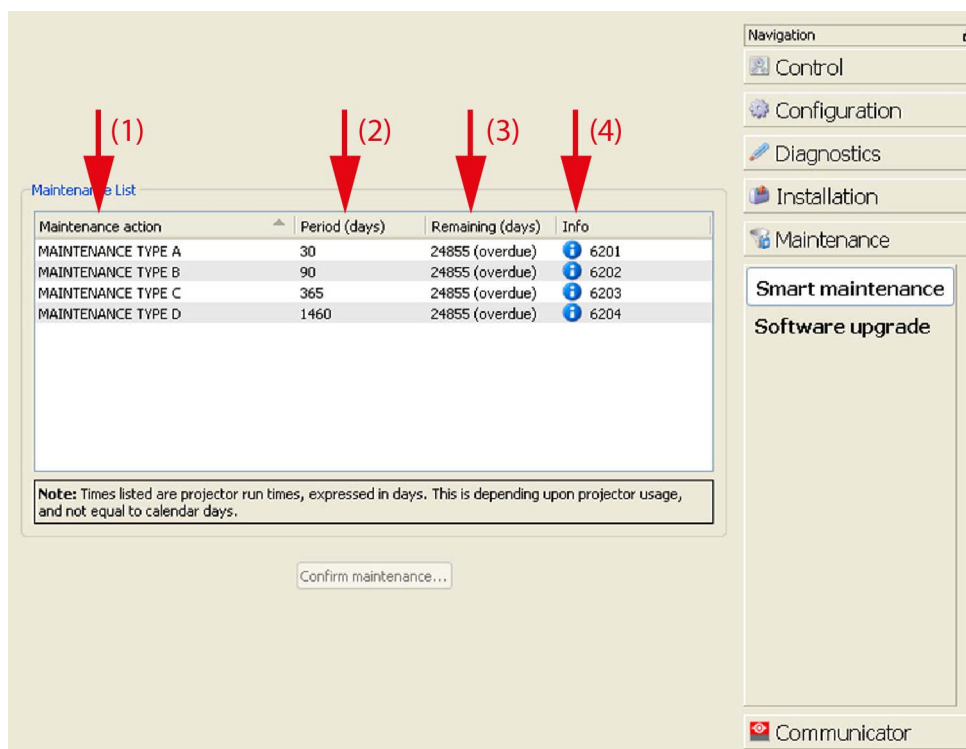 Navigation
Control
Configuration
Diagnostics
Installation
Maintenance
Smart maintenance
Software upgrade
Communicator
(1) (2) (3) (4)
Maintenance List
Maintenance action Period (days) Remaining (days) Info
MAINTENANCE TYPE A 30 24855 (overdue) 6201
MAINTENANCE TYPE B 90 24855 (overdue) 6202
MAINTENANCE TYPE C 365 24855 (overdue) 6203
MAINTENANCE TYPE D 1460 24855 (overdue) 6204
Note: Times listed are projector run times, expressed in days. This is depending upon projector usage,
and not equal to calendar days.
Confirm maintenance...